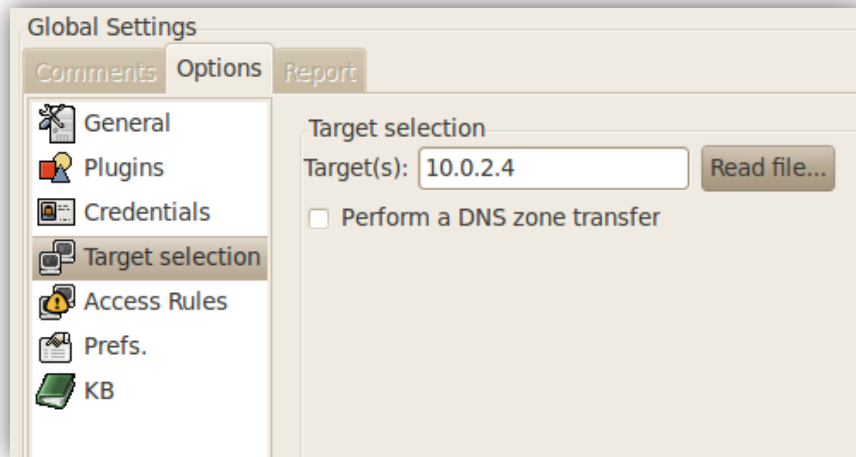 Global Settings
Comments Options Report
General
Plugins
Credentials
Target selection
Access Rules
Prefs.
KB
Target selection
Target(s): 10.0.2.4 Read file...
Perform a DNS zone transfer